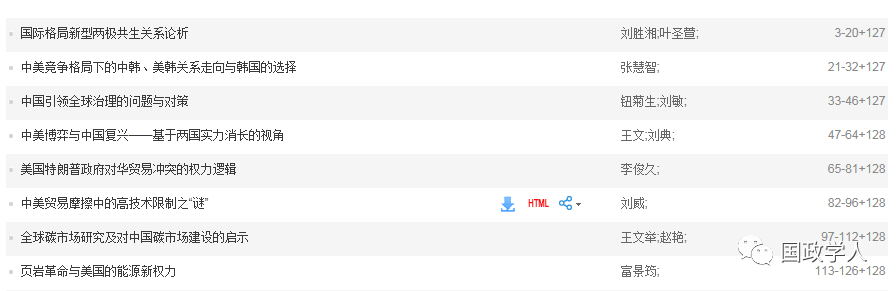 国际格局新型两极共生关系论析 刘胜湘;叶圣萱; 3-20+127
中美竞争格局下的中韩、美韩关系走向与韩国的选择 张慧智; 21-32+127
中国引领全球治理的问题与对策 钮菊生;刘敏; 33-46+127
中美博弈与中国复兴——基于两国实力消长的视角 王文;刘典; 47-64+128
美国特朗普政府对华贸易冲突的权力逻辑 李俊久; 65-81+128
中美贸易摩擦中的高技术限制之“谜” HTML 刘威; 82-96+128
全球碳市场研究及对中国碳市场建设的启示 王文举;赵艳; 97-112+128
页岩革命与美国的能源新权力 富景筠; 113-126+128
国政学人